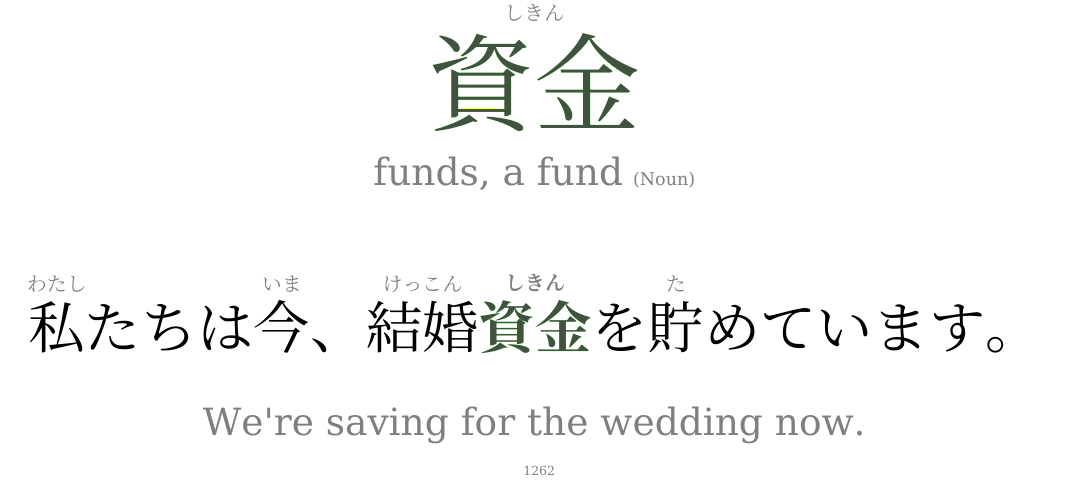 しきん
資金
funds, a fund (Noun)
わたし いま けっこん しきん た
私たちは今、結婚資金を貯めています。
We're saving for the wedding now.
1262